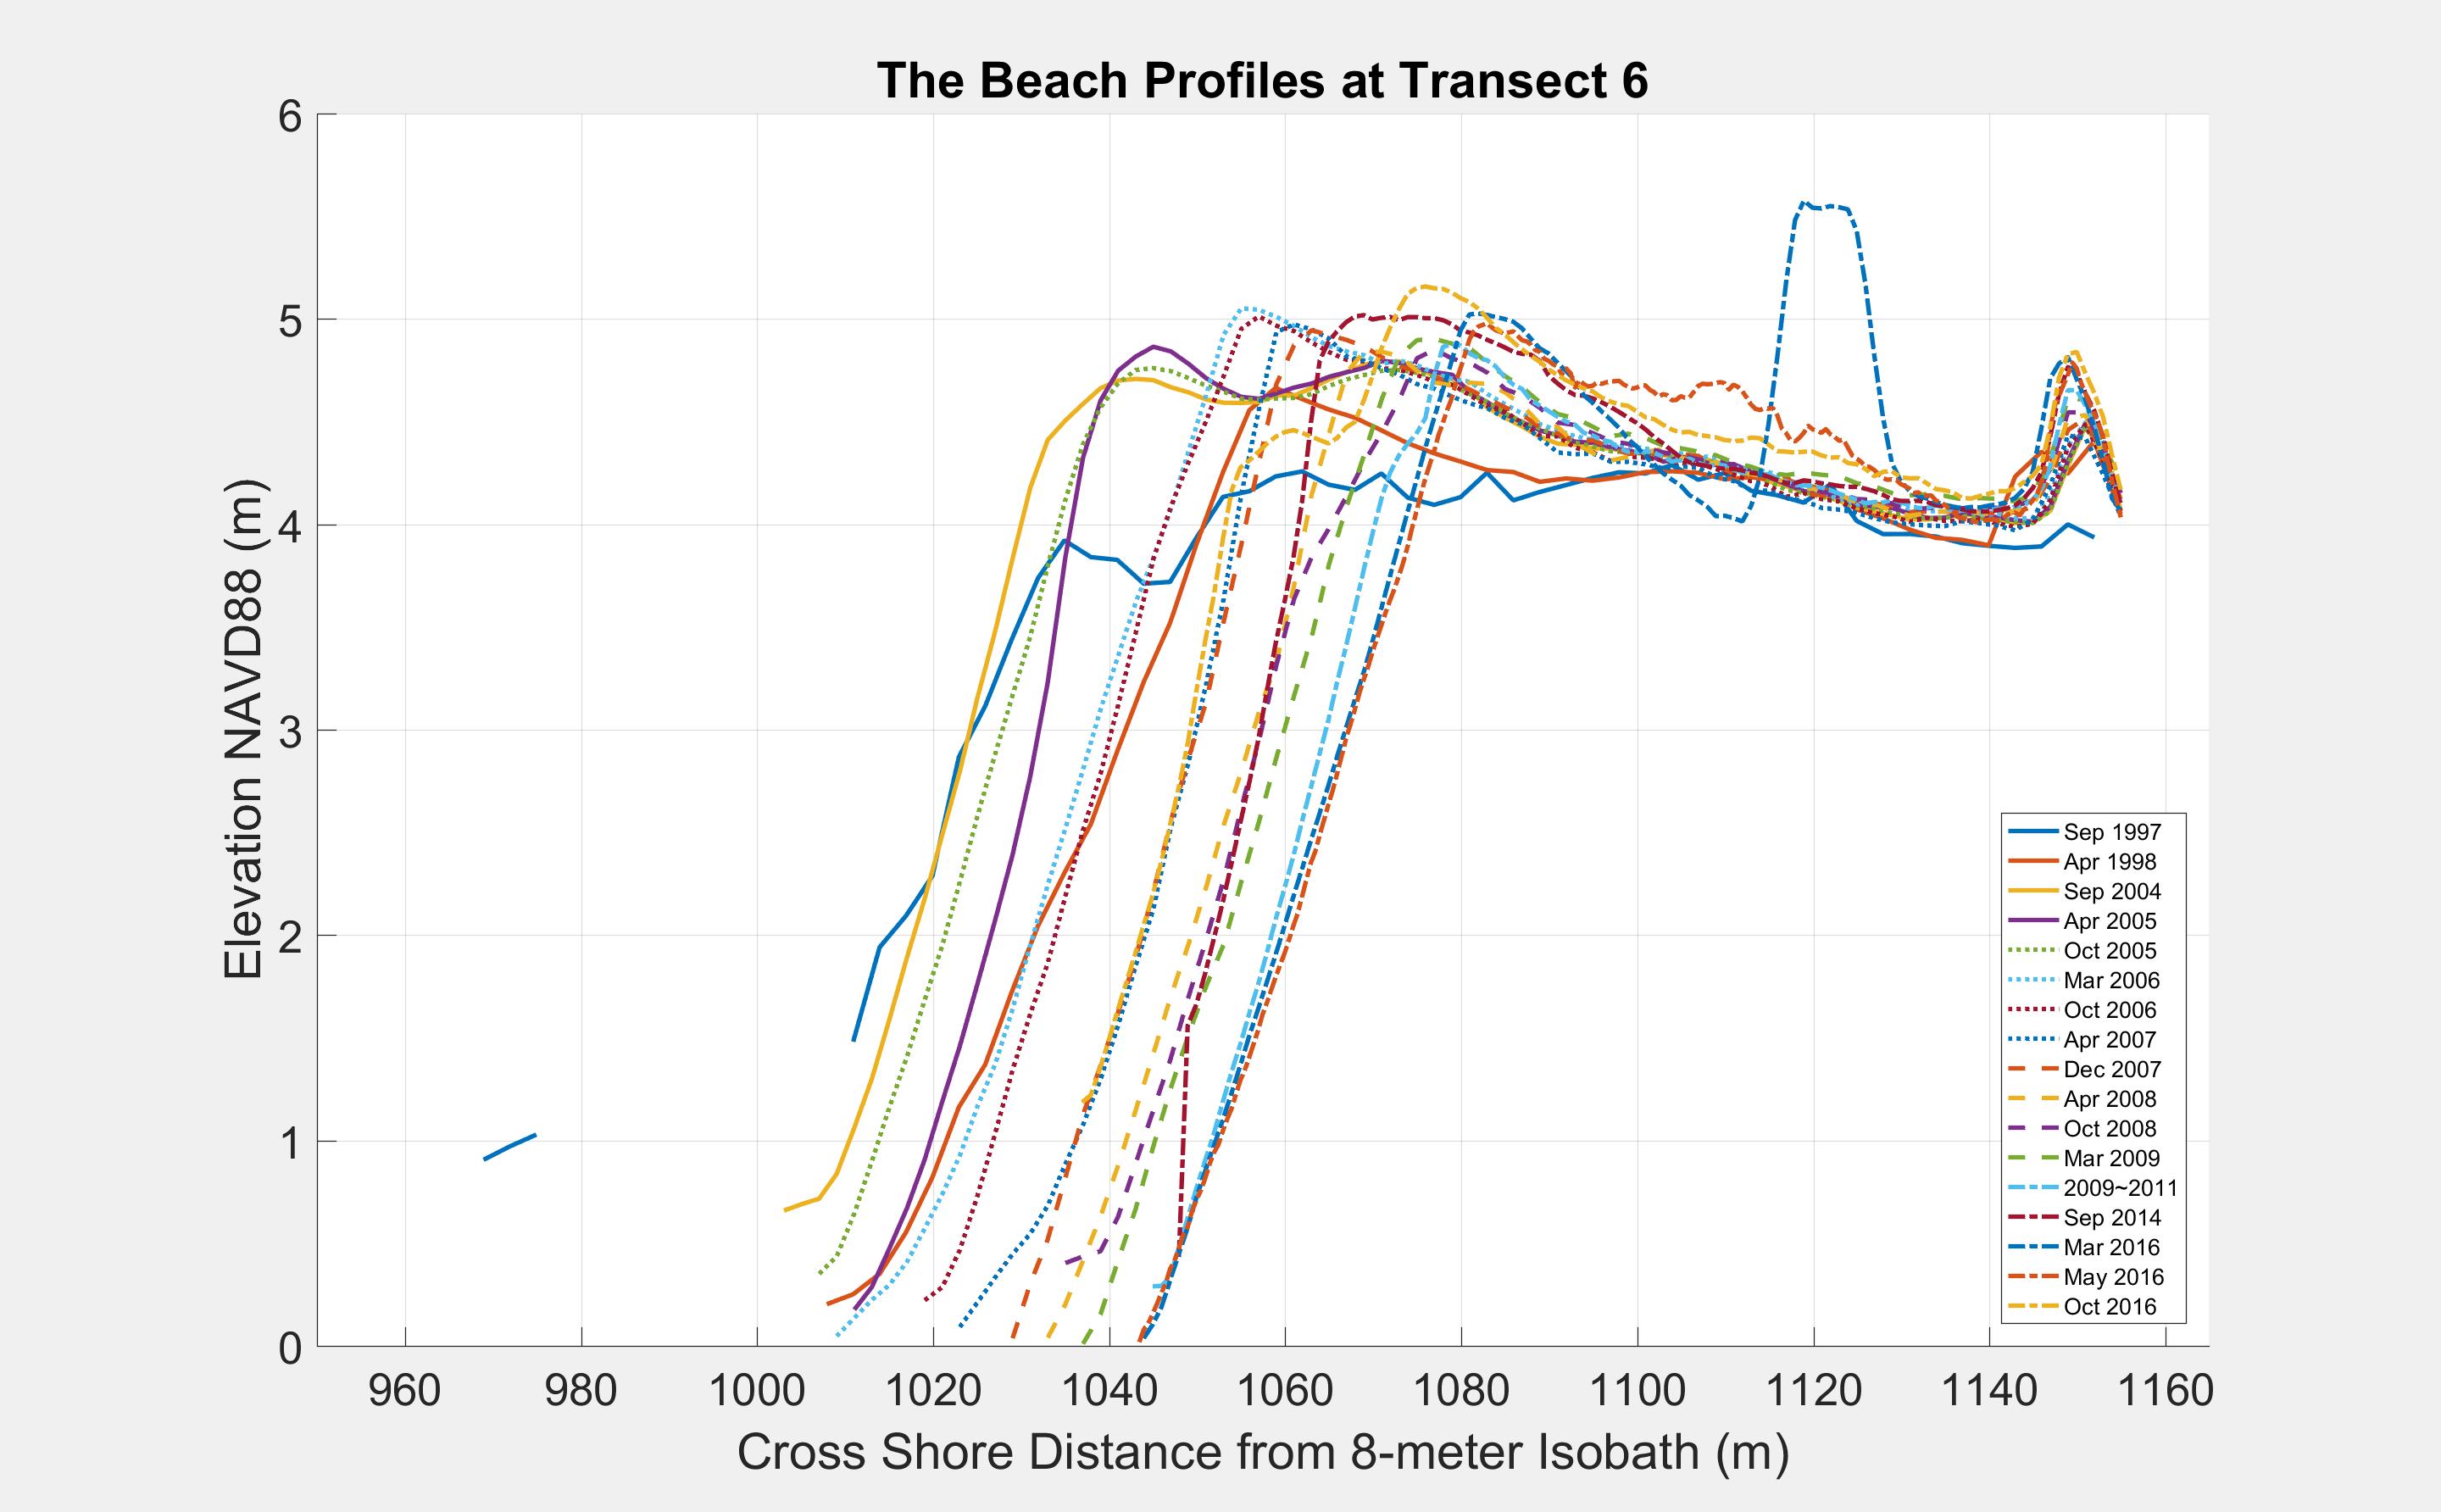 The Beach Profiles at Transect 6
6
5
4
3
2
1
0
Elevation NAVD88 (m)
960 980 1000 1020 1040 1060 1080 1100 1120 1140 1160
Cross Shore Distance from 8-meter Isobath (m)
Sep 1997
Apr 1998
Sep 2004
Apr 2005
Oct 2005
Mar 2006
Oct 2006
Apr 2007
Dec 2007
Apr 2008
Oct 2008
Mar 2009
2009~2011
Sep 2014
Mar 2016
May 2016
Oct 2016